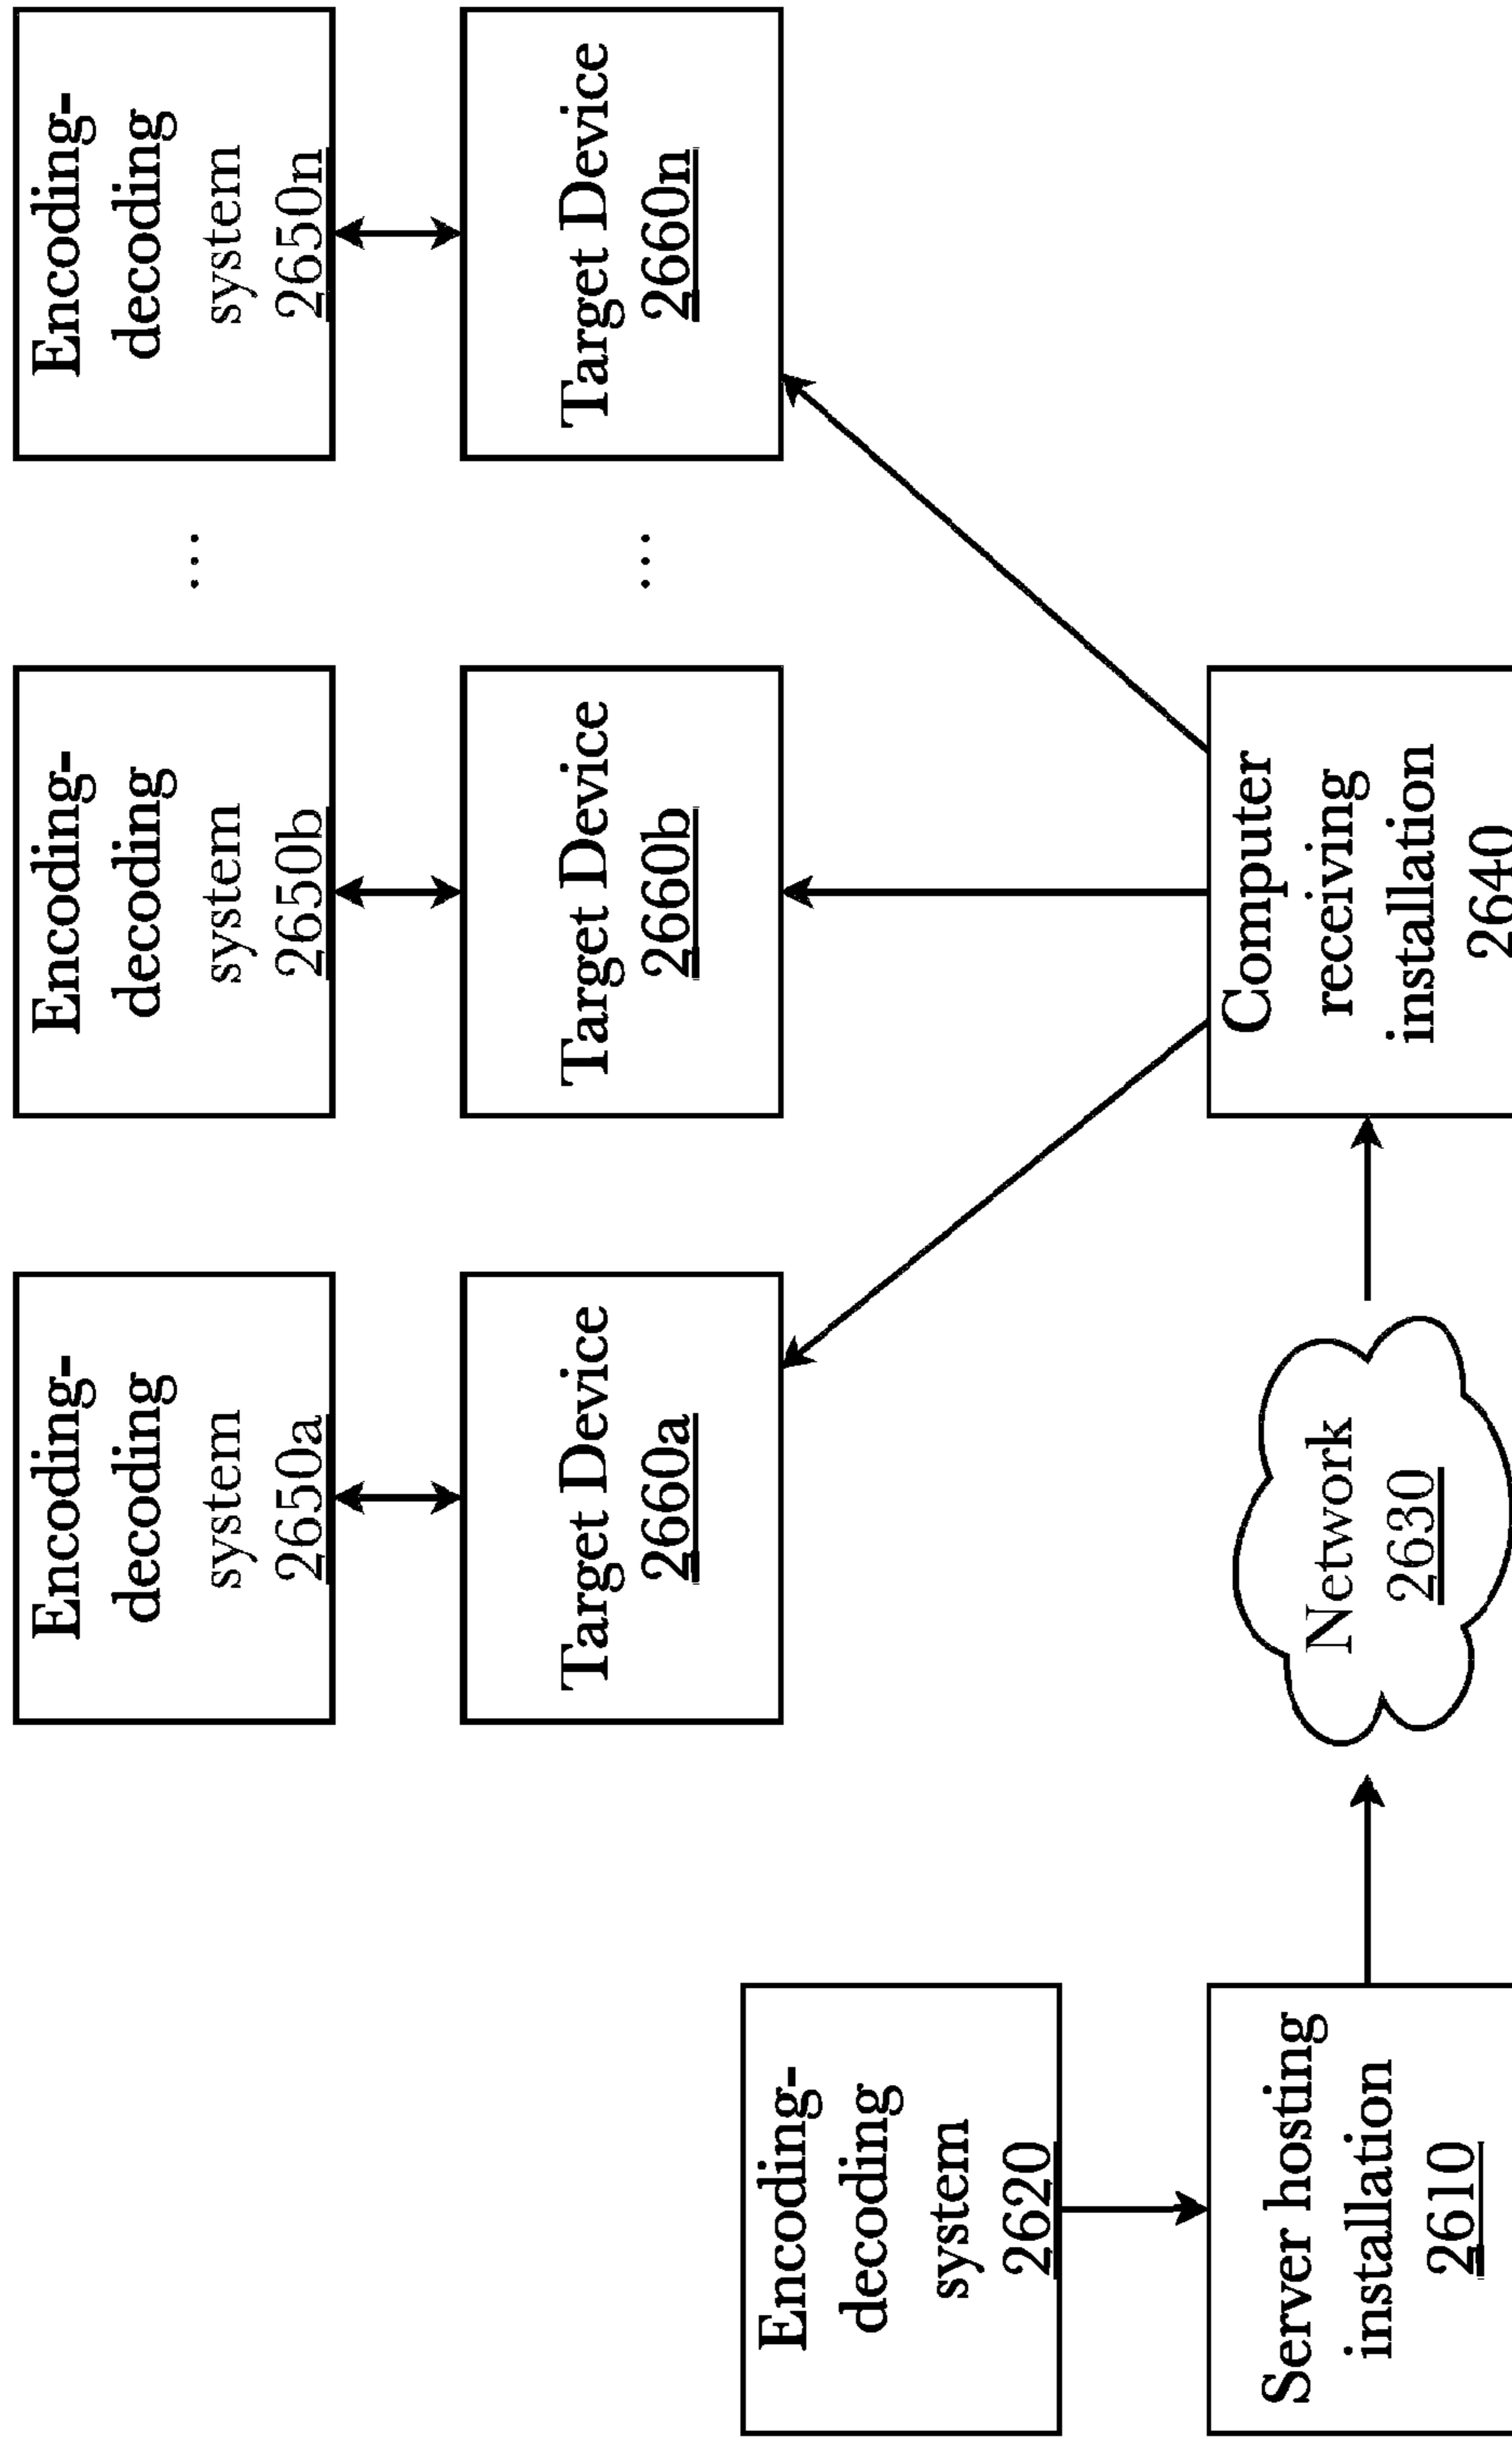 Encoding-
decoding
system
2650a
Encoding-
decoding
system
2650b
...
Encoding-
decoding
system
2650n
Target Device
2660a
Target Device
2660b
...
Target Device
2660n
Encoding-
decoding
system
2620
Server hosting
installation
2610
Network
2630
Computer
receiving
installation
2640